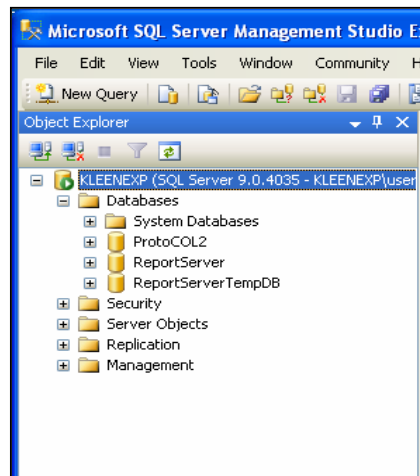 Microsoft SQL Server Management Studio
File Edit View Tools Window Community
New Query
Object Explorer
KLEENEXP (SQL Server 9.0.4035 - KLEENEXP\user
Databases
System Databases
ProtoCOL2
ReportServer
ReportServerTempDB
Security
Server Objects
Replication
Management